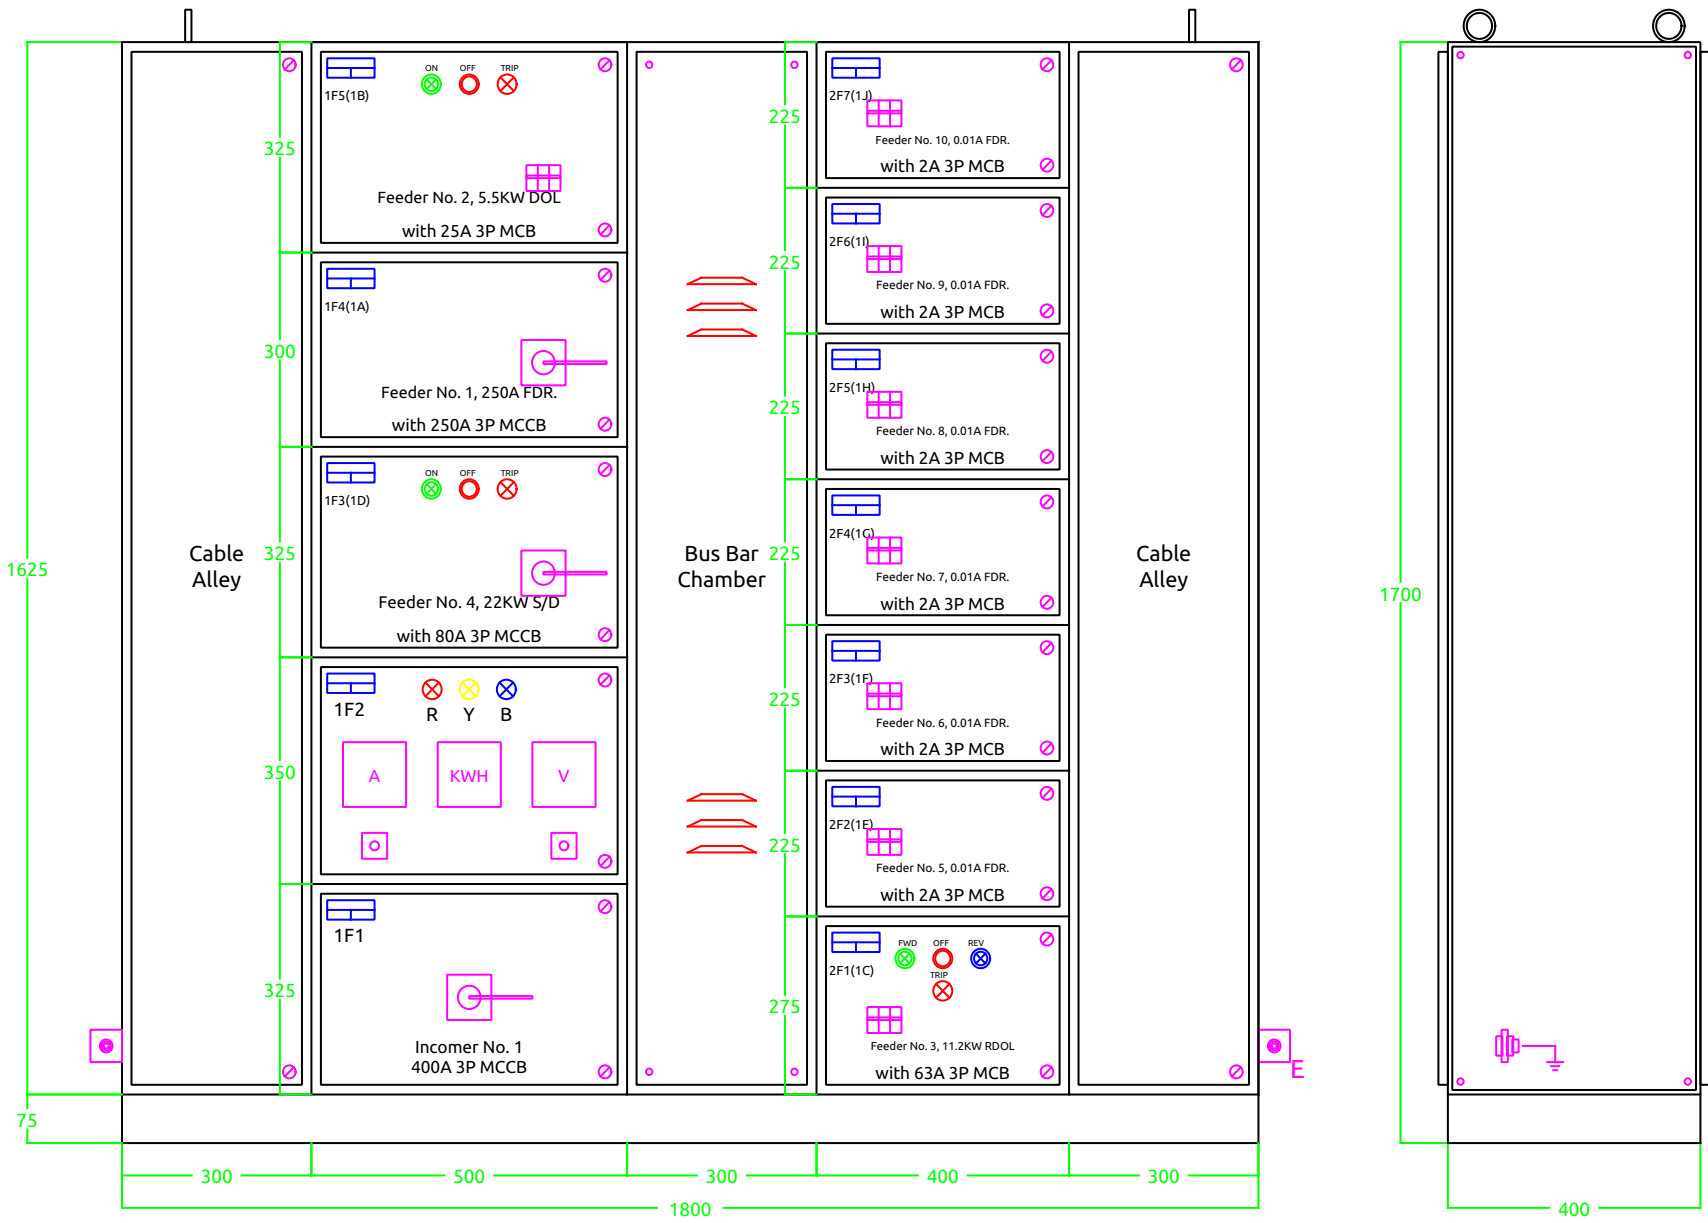 ON OFF TRIP
1F5(1B)
Feeder No. 2, 5.5KW DOL
with 25A 3P MCB
1F4(1A)
Feeder No. 1, 250A FDR.
with 250A 3P MCCB
ON OFF TRIP
1F3(1D)
Feeder No. 4, 22KW S/D
with 80A 3P MCCB
1F2
R Y B
A KWH V
1F1
Incomer No. 1
400A 3P MCCB
Cable
Alley
Bus Bar
Chamber
2F7(1J)
Feeder No. 10, 0.01A FDR.
with 2A 3P MCB
2F6(1I)
Feeder No. 9, 0.01A FDR.
with 2A 3P MCB
2F5(1H)
Feeder No. 8, 0.01A FDR.
with 2A 3P MCB
2F4(1G)
Feeder No. 7, 0.01A FDR.
with 2A 3P MCB
2F3(1F)
Feeder No. 6, 0.01A FDR.
with 2A 3P MCB
2F2(1E)
Feeder No. 5, 0.01A FDR.
with 2A 3P MCB
FWD OFF REV
2F1(1C)
TRIP
Feeder No. 3, 11.2KW RDOL
with 63A 3P MCB
Cable
Alley
E
1625
75
325
300
325
350
325
225
225
225
225
225
225
275
1700
300 500 300 400 300
1800
400